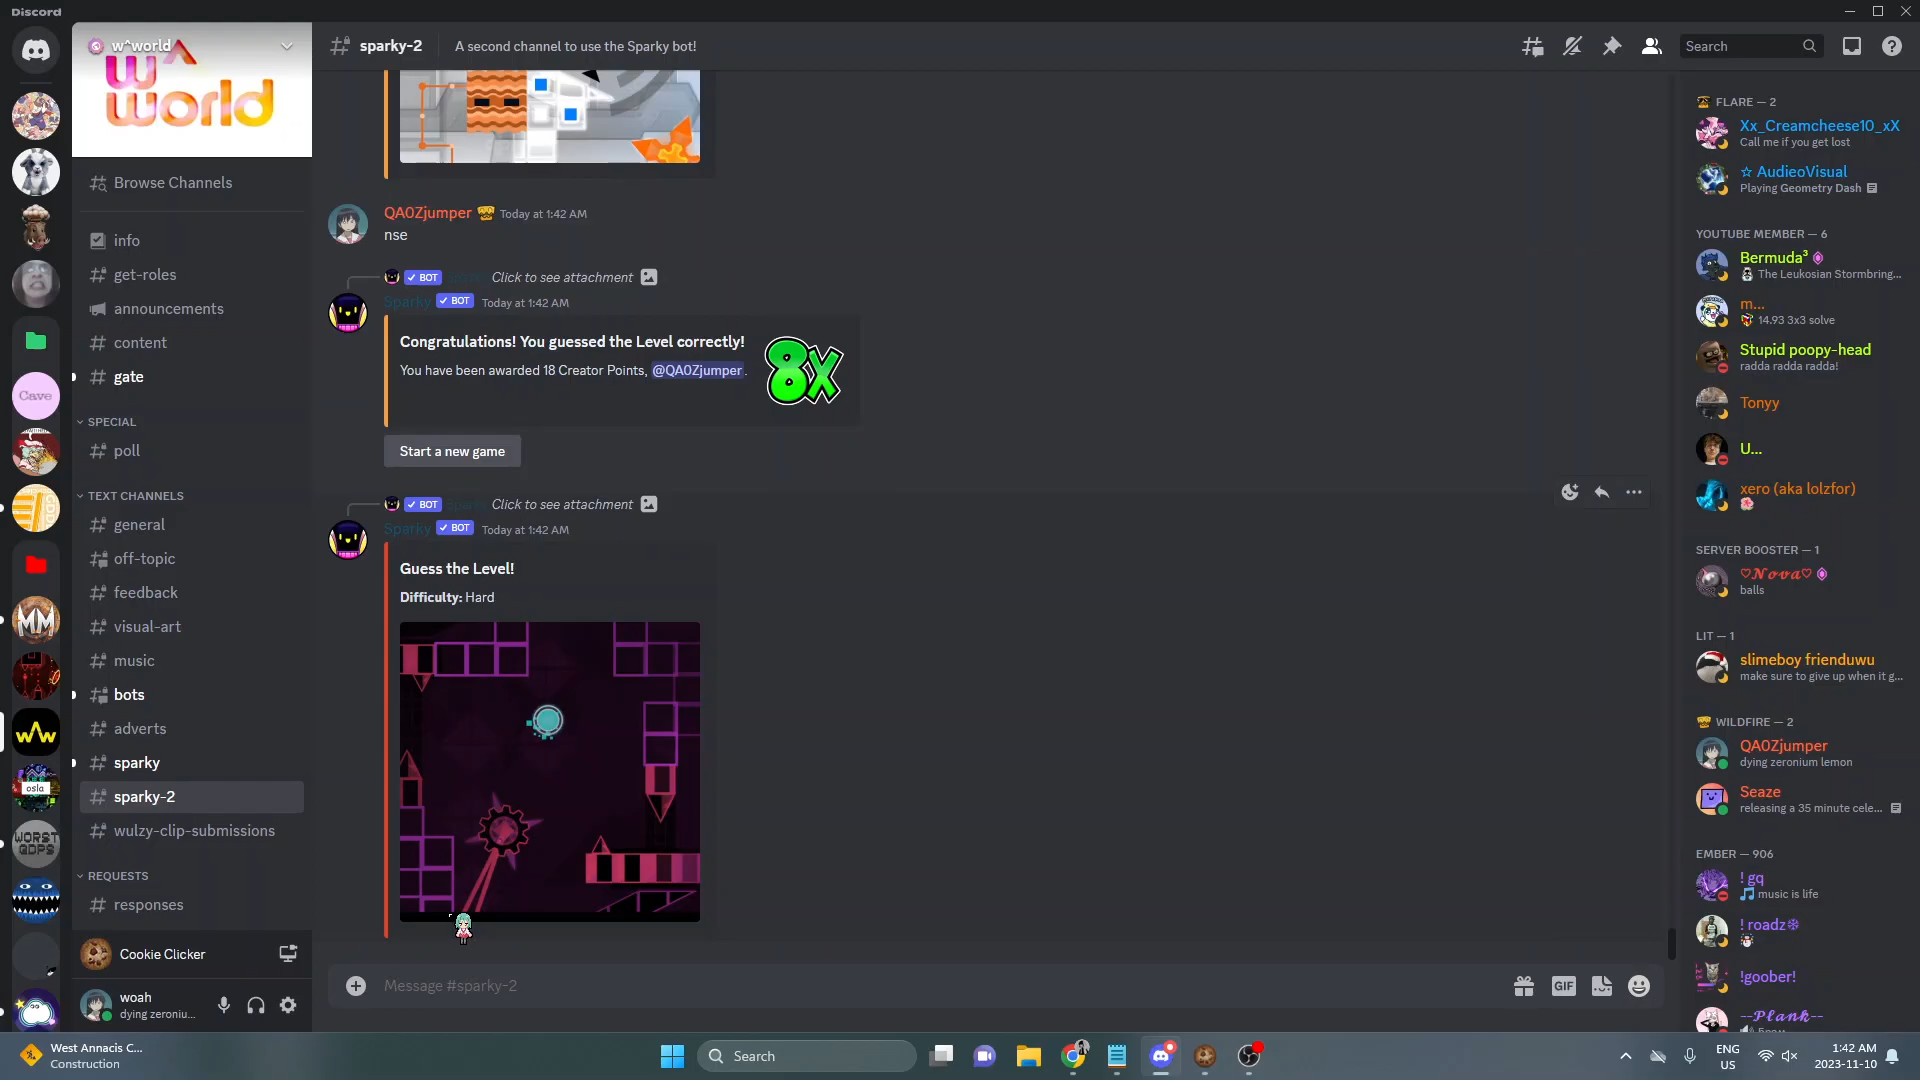 Discord
w^world
w^
world
Browse Channels
info
get-roles
announcements
content
gate
SPECIAL
poll
TEXT CHANNELS
general
off-topic
feedback
visual-art
music
bots
adverts
sparky
sparky-2
wulzy-clip-submissions
REQUESTS
responses
Cave
MM
osla
WORST
GDPS
Cookie Clicker
woah
dying zeroniu...
sparky-2
A second channel to use the Sparky bot!
Search
QA0Zjumper Today at 1:42 AM
nse
BOT Click to see attachment
Sparky BOT Today at 1:42 AM
Congratulations! You guessed the Level correctly!
You have been awarded 18 Creator Points, @QA0Zjumper.
8X
Start a new game
BOT Sparky Click to see attachment
Sparky BOT Today at 1:42 AM
Guess the Level!
Difficulty: Hard
Message #sparky-2
GIF
FLARE — 2
Xx_Creamcheese10_xX
Call me if you get lost
☆ AudieoVisual
Playing Geometry Dash
YOUTUBE MEMBER — 6
Bermuda³
The Leukosian Stormbring...
m...
14.93 3x3 solve
Stupid poopy-head
radda radda radda!
Tonyy
U...
xero (aka lolzfor)
SERVER BOOSTER — 1
♡𝓝𝓸𝓿𝓪♡
balls
LIT — 1
slimeboy frienduwu
make sure to give up when it g...
WILDFIRE — 2
QA0Zjumper
dying zeronium lemon
Seaze
releasing a 35 minute cele...
EMBER — 906
! gq
music is life
! roadz❄
!goober!
--𝓟𝓵𝓪𝓷𝓴--
West Annacis C...
Construction
Search
ENG
US
1:42 AM
2023-11-10